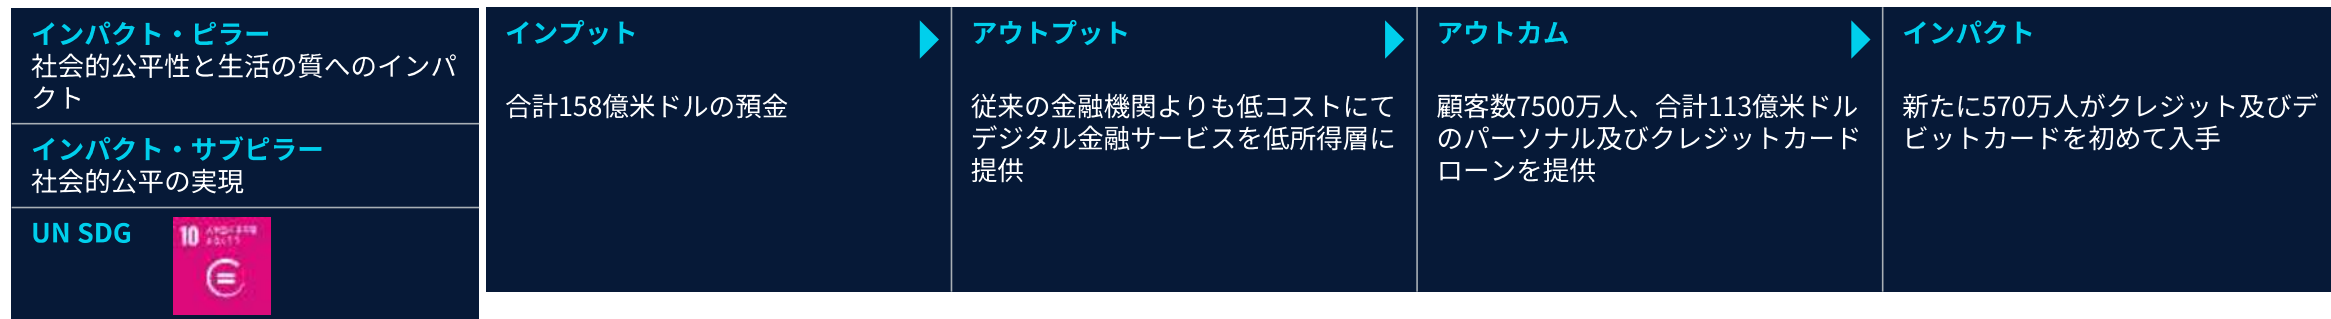 インパクト・ピラー
社会的公平性と生活の質へのインパ
クト
インパクト・サブピラー
社会的公平の実現
UN SDG
10
インプット
合計158億米ドルの預金
アウトプット
従来の金融機関よりも低コストにて
デジタル金融サービスを低所得層に
提供
アウトカム
顧客数7500万人、合計113億米ドル
のパーソナル及びクレジットカード
ローンを提供
インパクト
新たに570万人がクレジット及びデ
ビットカードを初めて入手